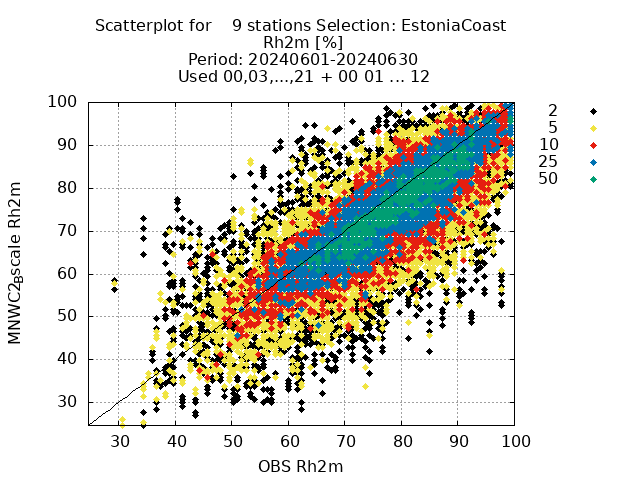 Scatterplot for 9 stations Selection: EstoniaCoast
Rh2m [%]
Period: 20240601-20240630
Used 00,03,...,21 + 00 01 ... 12
2
5
10
25
50
100
90
80
70
60
50
40
30
MNWC2pscale Rh2m
30 40 50 60 70 80 90 100
OBS Rh2m